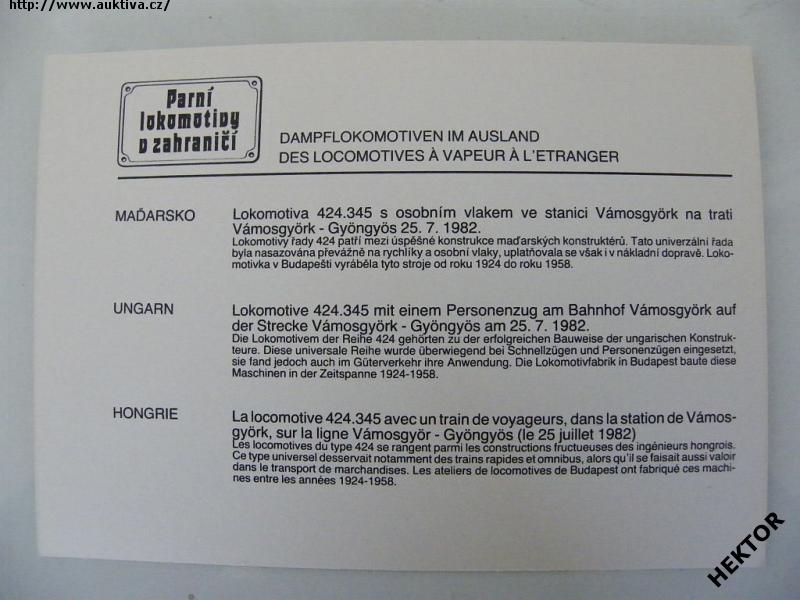 http://www.auktiva.cz/
Parní
lokomotivy
v zahraničí
DAMPFLOKOMOTIVEN IM AUSLAND
DES LOCOMOTIVES À VAPEUR À L'ETRANGER
MAĎARSKO
Lokomotiva 424.345 s osobním vlakem ve stanici Vámosgyörk na trati
Vámosgyörk - Gyöngyös 25. 7. 1982.
Lokomotivy řady 424 patří mezi úspěšné konstrukce maďarských konstruktérů. Tato univerzální řada
byla nasazována převážně na rychlíky a osobní vlaky, uplatňovala se však i v nákladní dopravě. Loko-
motivka v Budapešti vyráběla tyto stroje od roku 1924 do roku 1958.
UNGARN
Lokomotive 424.345 mit einem Personenzug am Bahnhof Vámosgyörk auf
der Strecke Vámosgyörk - Gyöngyös am 25. 7. 1982.
Die Lokomotivem der Reihe 424 gehörten zu der erfolgreichen Bauweise der ungarischen Konstruk-
teure. Diese universale Reihe wurde überwiegend bei Schnellzügen und Personenzügen eingesetzt,
sie fand jedoch auch im Güterverkehr ihre Anwendung. Die Lokomotivfabrik in Budapest baute diese
Maschinen in der Zeitspanne 1924-1958.
HONGRIE
La locomotive 424.345 avec un train de voyageurs, dans la station de Vámos-
györk, sur la ligne Vámosgyör - Gyöngyös (le 25 juillet 1982)
Les locomotives du type 424 se rangent parmi les constructions fructueuses des ingénieurs hongrois.
Ce type universel desservait notamment des trains rapides et omnibus, alors qu'il se faisait aussi valoir
dans le transport de marchandises. Les ateliers de locomotives de Budapest ont fabriqué ces machi-
nes entre les années 1924-1958.
HEKTOR